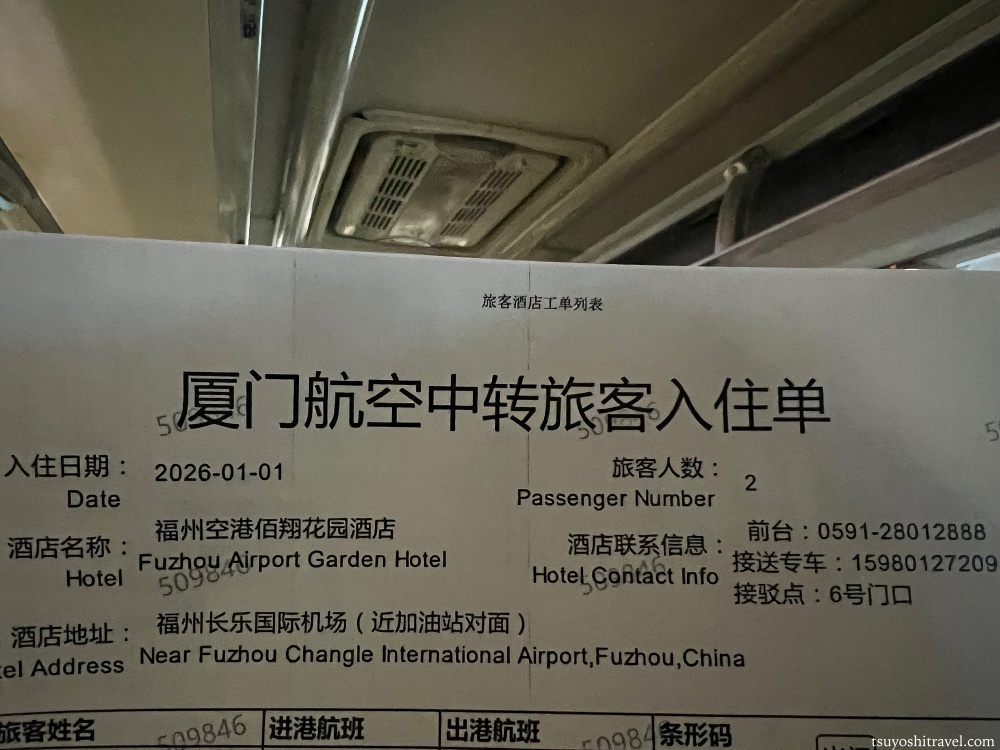 旅客酒店工单列表
厦门航空中转旅客入住单
509846
509846
入住日期：
Date
2026-01-01
旅客人数：
Passenger Number
2
酒店名称：
Hotel
福州空港佰翔花园酒店
Fuzhou Airport Garden Hotel
酒店联系信息：
Hotel Contact Info
前台：0591-28012888
接送专车：15980127209
接驳点：6号门口
509846
509846
酒店地址：
tel Address
福州长乐国际机场（近加油站对面）
Near Fuzhou Changle International Airport,Fuzhou,China
旅客姓名 进港航班 出港航班 条形码
509846
tsuyoshitravel.com